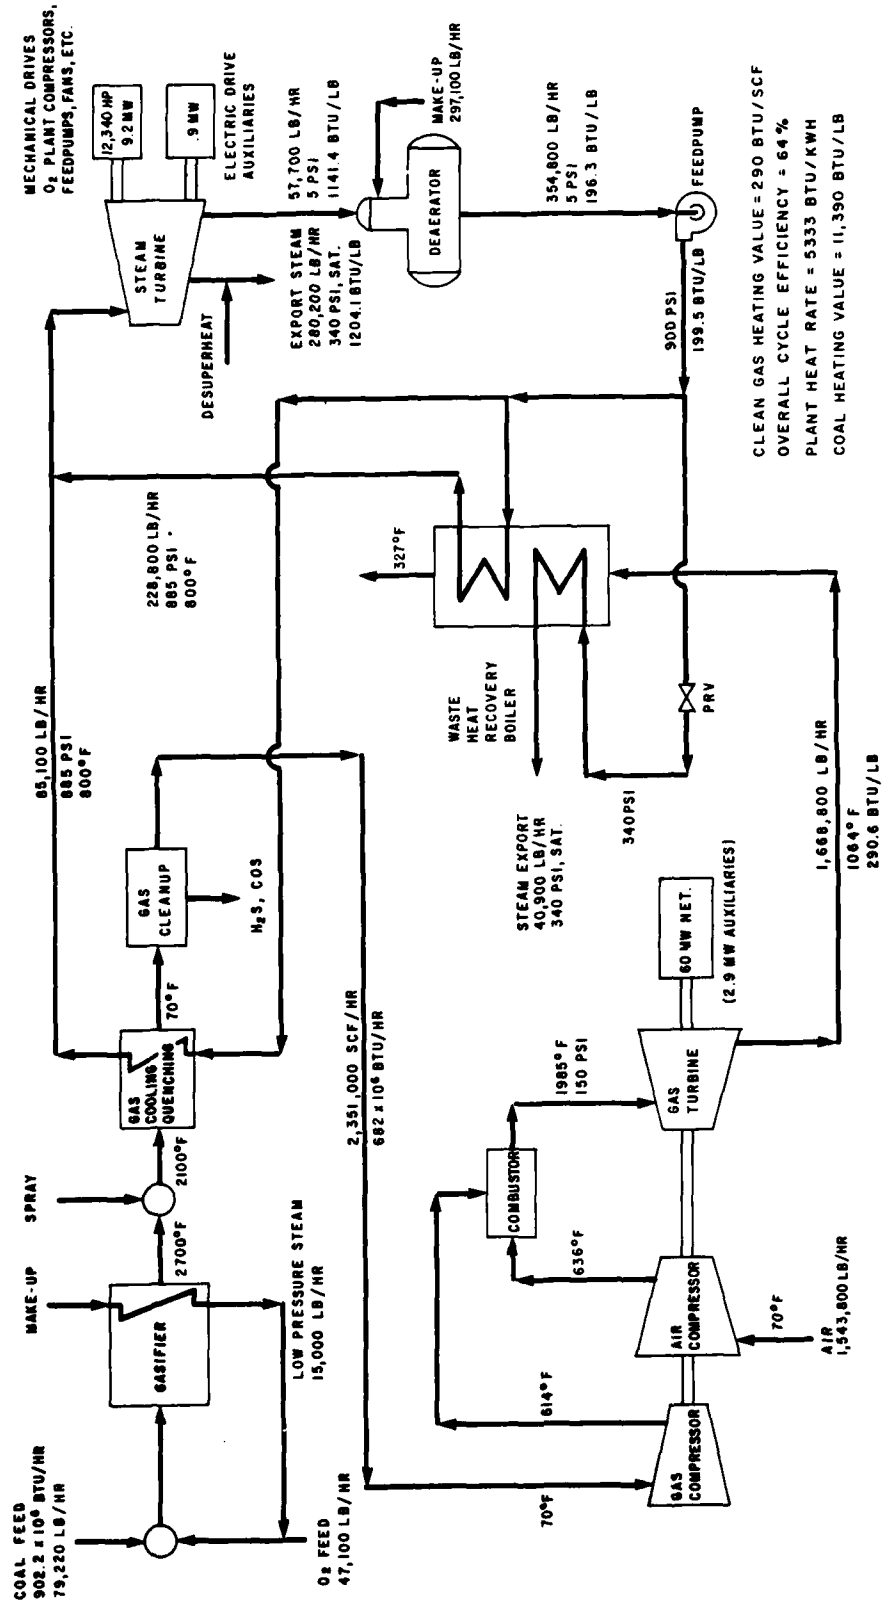 COAL FEED
902.2 x 10⁶ BTU/HR
79,220 LB/HR
MAKE-UP
SPRAY
GASIFIER
2700°F
2100°F
GAS
COOLING
QUENCHING
70°F
GAS
CLEANUP
H₂S, COS
LOW PRESSURE STEAM
15,000 LB/HR
O₂ FEED
47,100 LB/HR
85,100 LB/HR
885 PSI
800°F
228,800 LB/HR
885 PSI
800°F
MECHANICAL DRIVES
O₂ PLANT COMPRESSORS,
FEEDPUMPS, FANS, ETC.
12,340 HP
9.2 MW
.9 MW
ELECTRIC DRIVE
AUXILIARIES
STEAM
TURBINE
DESUPERHEAT
EXPORT STEAM
280,200 LB/HR
340 PSI, SAT.
1204.1 BTU/LB
57,700 LB/HR
5 PSI
1141.4 BTU/LB
MAKE-UP
297,100 LB/HR
DEAERATOR
354,800 LB/HR
5 PSI
196.3 BTU/LB
FEEDPUMP
900 PSI
199.5 BTU/LB
327°F
WASTE
HEAT
RECOVERY
BOILER
STEAM EXPORT
40,900 LB/HR
340 PSI, SAT.
340 PSI
PRV
2,351,000 SCF/HR
682 x 10⁶ BTU/HR
70°F
GAS
COMPRESSOR
614°F
AIR
COMPRESSOR
70°F
AIR
1,543,800 LB/HR
636°F
COMBUSTOR
1985°F
150 PSI
GAS
TURBINE
60 MW NET.
(2.9 MW AUXILIARIES)
1,668,800 LB/HR
1064°F
290.6 BTU/LB
CLEAN GAS HEATING VALUE = 290 BTU/SCF
OVERALL CYCLE EFFICIENCY = 64%
PLANT HEAT RATE = 5333 BTU/KWH
COAL HEATING VALUE = 11,390 BTU/LB